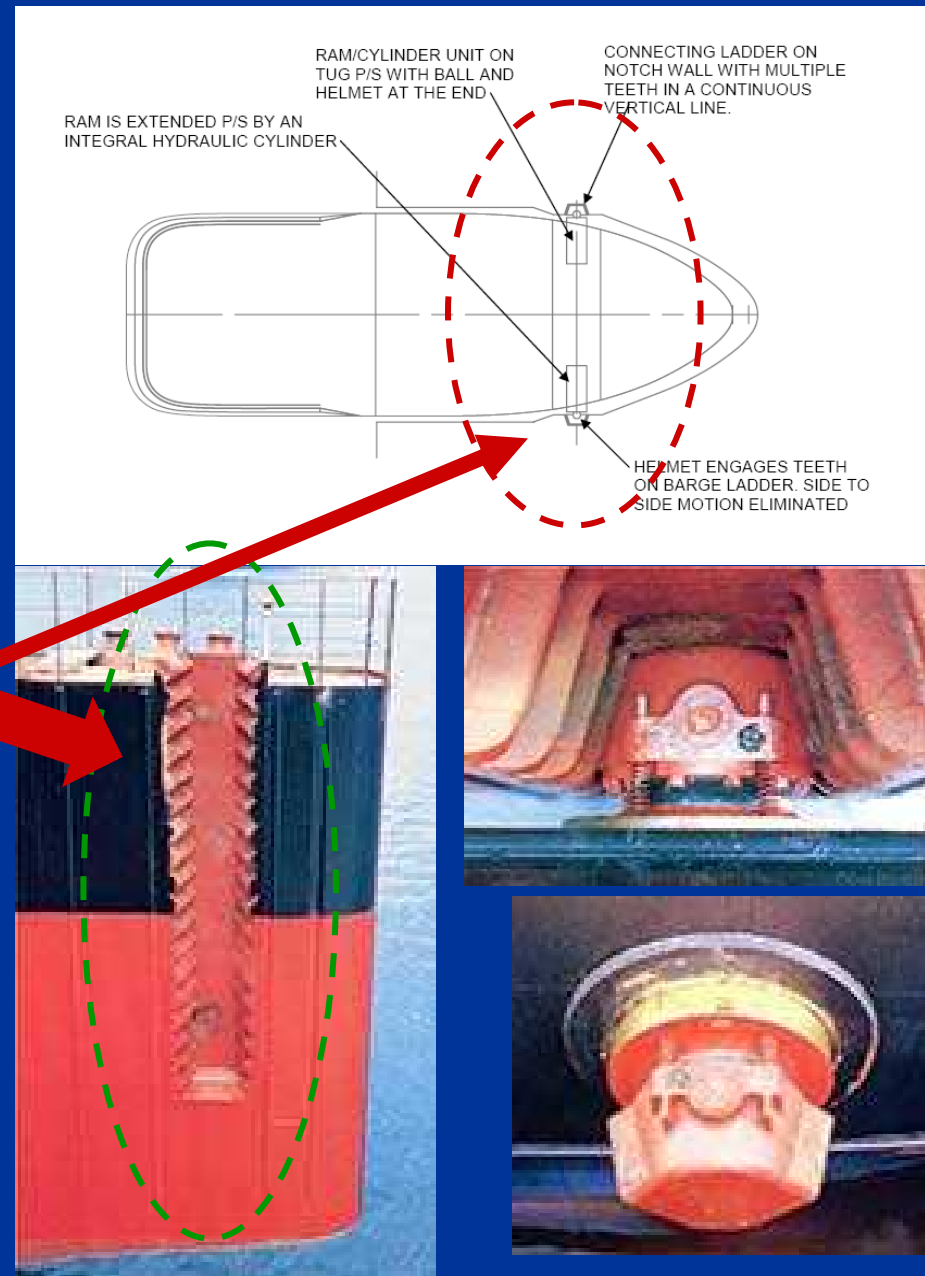 RAM/CYLINDER UNIT ON
TUG P/S WITH BALL AND
HELMET AT THE END
CONNECTING LADDER ON
NOTCH WALL WITH MULTIPLE
TEETH IN A CONTINUOUS
VERTICAL LINE.
RAM IS EXTENDED P/S BY AN
INTEGRAL HYDRAULIC CYLINDER
HELMET ENGAGES TEETH
ON BARGE LADDER. SIDE TO
SIDE MOTION ELIMINATED